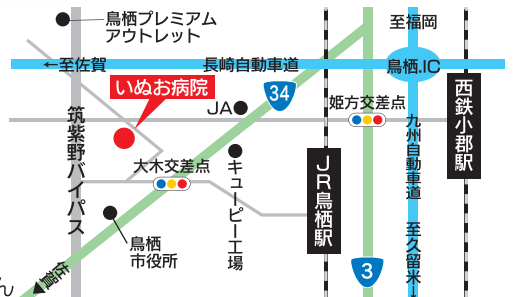 鳥栖プレミアム
アウトレット
至福岡
←至佐賀
長崎自動車道
鳥栖.IC
いぬお病院
34
姫方交差点
JA
西鉄小郡駅
筑紫野バイパス
九州自動車道
大木交差点
キューピー工場
JR鳥栖駅
鳥栖
市役所
至久留米→
佐賀
3
ん